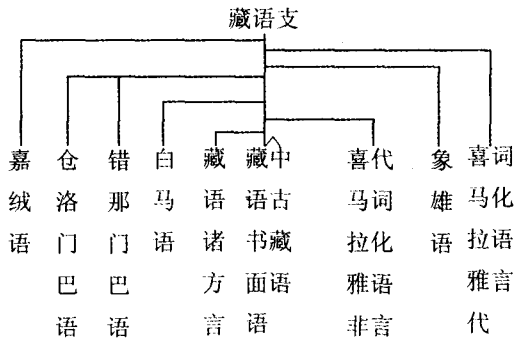 藏语支
嘉绒语
仓洛门巴语
错那门巴语
白马语
藏语诸方言
藏语书面语
中古藏语
喜马拉雅非
代词化语言
象雄语
喜马拉雅代
词化语言